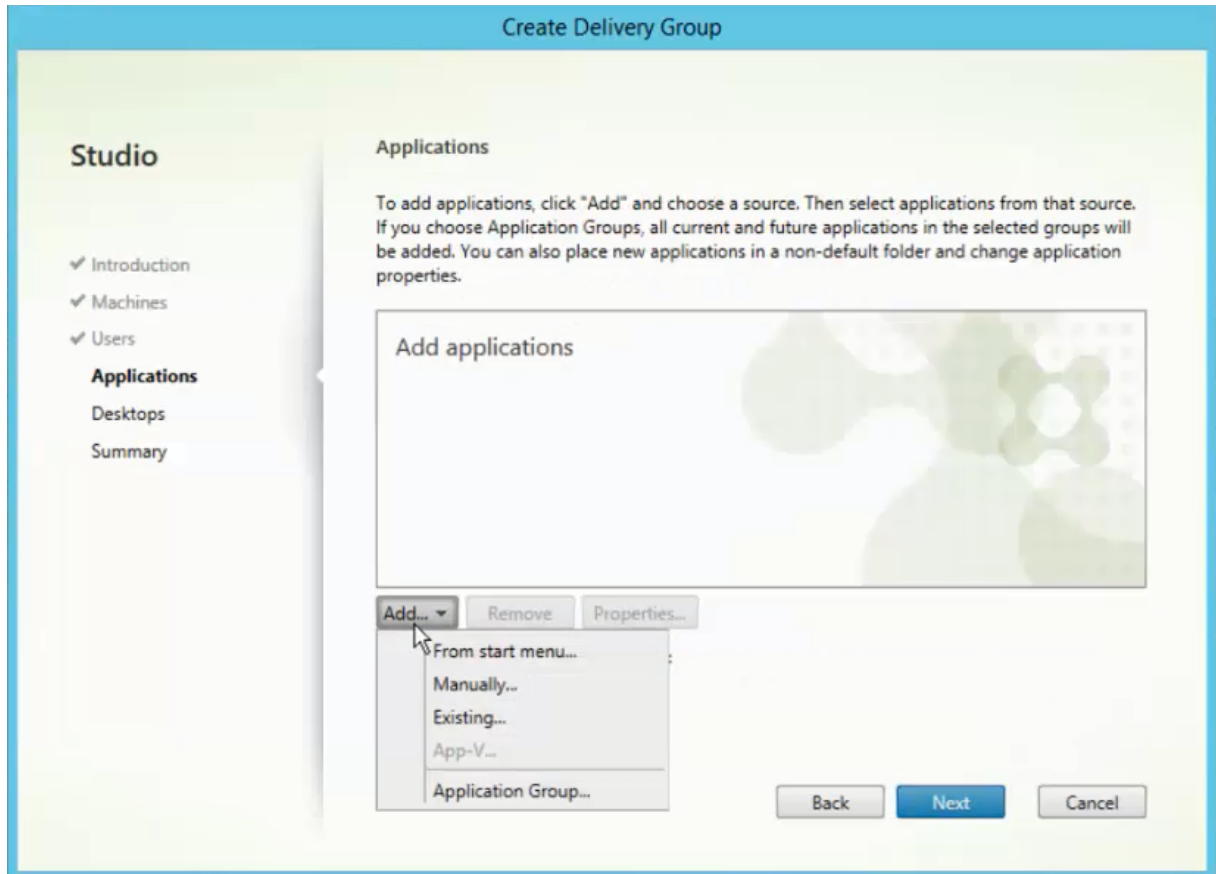 Create Delivery Group
Studio
Introduction
Machines
Users
Applications
Desktops
Summary
Applications
To add applications, click "Add" and choose a source. Then select applications from that source.
If you choose Application Groups, all current and future applications in the selected groups will
be added. You can also place new applications in a non-default folder and change application
properties.
Add applications
Add... Remove Properties...
From start menu...
Manually...
Existing...
App-V...
Application Group...
Back Next Cancel